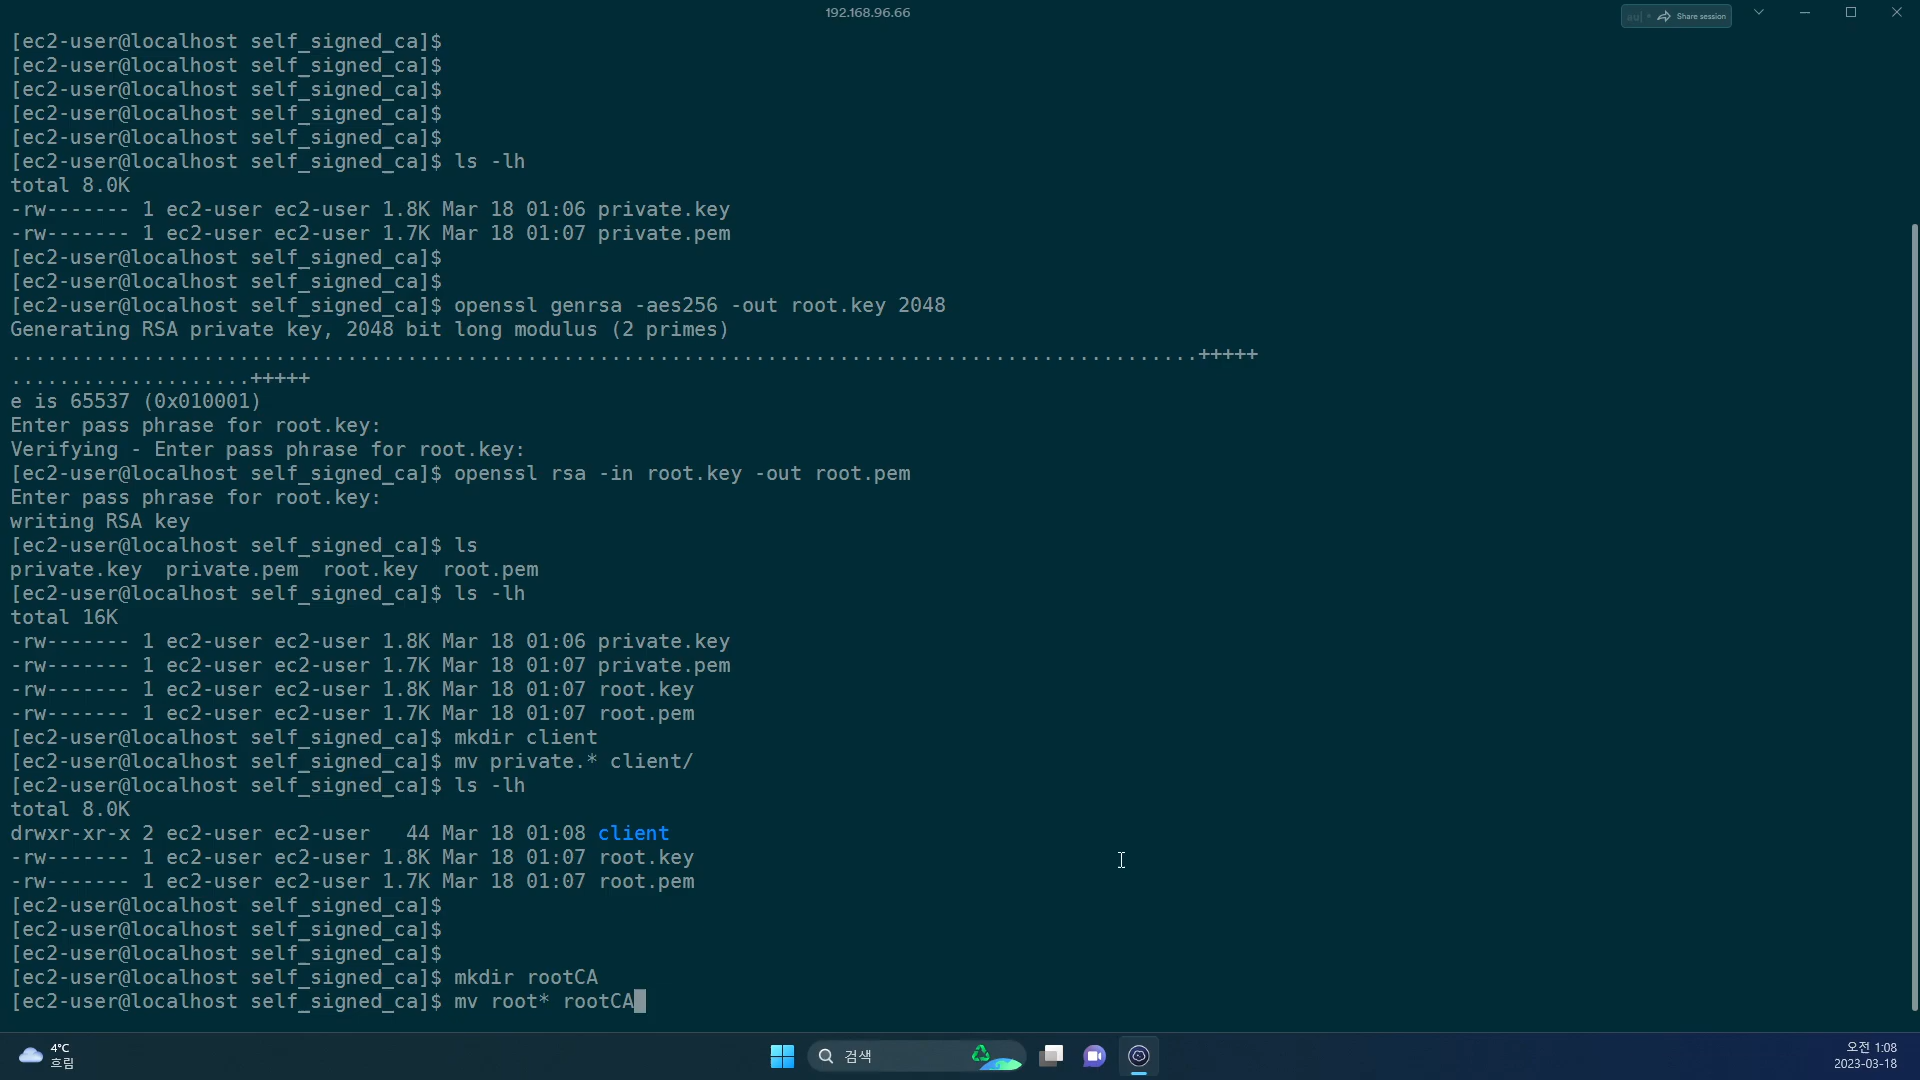 192.168.96.66
Share session
[ec2-user@localhost self_signed_ca]$
[ec2-user@localhost self_signed_ca]$
[ec2-user@localhost self_signed_ca]$
[ec2-user@localhost self_signed_ca]$
[ec2-user@localhost self_signed_ca]$
[ec2-user@localhost self_signed_ca]$ ls -lh
total 8.0K
-rw------- 1 ec2-user ec2-user 1.8K Mar 18 01:06 private.key
-rw------- 1 ec2-user ec2-user 1.7K Mar 18 01:07 private.pem
[ec2-user@localhost self_signed_ca]$
[ec2-user@localhost self_signed_ca]$
[ec2-user@localhost self_signed_ca]$ openssl genrsa -aes256 -out root.key 2048
Generating RSA private key, 2048 bit long modulus (2 primes)
...................................................................................................+++++
....................+++++
e is 65537 (0x010001)
Enter pass phrase for root.key:
Verifying - Enter pass phrase for root.key:
[ec2-user@localhost self_signed_ca]$ openssl rsa -in root.key -out root.pem
Enter pass phrase for root.key:
writing RSA key
[ec2-user@localhost self_signed_ca]$ ls
private.key  private.pem  root.key  root.pem
[ec2-user@localhost self_signed_ca]$ ls -lh
total 16K
-rw------- 1 ec2-user ec2-user 1.8K Mar 18 01:06 private.key
-rw------- 1 ec2-user ec2-user 1.7K Mar 18 01:07 private.pem
-rw------- 1 ec2-user ec2-user 1.8K Mar 18 01:07 root.key
-rw------- 1 ec2-user ec2-user 1.7K Mar 18 01:07 root.pem
[ec2-user@localhost self_signed_ca]$ mkdir client
[ec2-user@localhost self_signed_ca]$ mv private.* client/
[ec2-user@localhost self_signed_ca]$ ls -lh
total 8.0K
drwxr-xr-x 2 ec2-user ec2-user   44 Mar 18 01:08 client
-rw------- 1 ec2-user ec2-user 1.8K Mar 18 01:07 root.key
-rw------- 1 ec2-user ec2-user 1.7K Mar 18 01:07 root.pem
[ec2-user@localhost self_signed_ca]$
[ec2-user@localhost self_signed_ca]$
[ec2-user@localhost self_signed_ca]$
[ec2-user@localhost self_signed_ca]$ mkdir rootCA
[ec2-user@localhost self_signed_ca]$ mv root* rootCA
4°C
흐림
검색
오전 1:08
2023-03-18